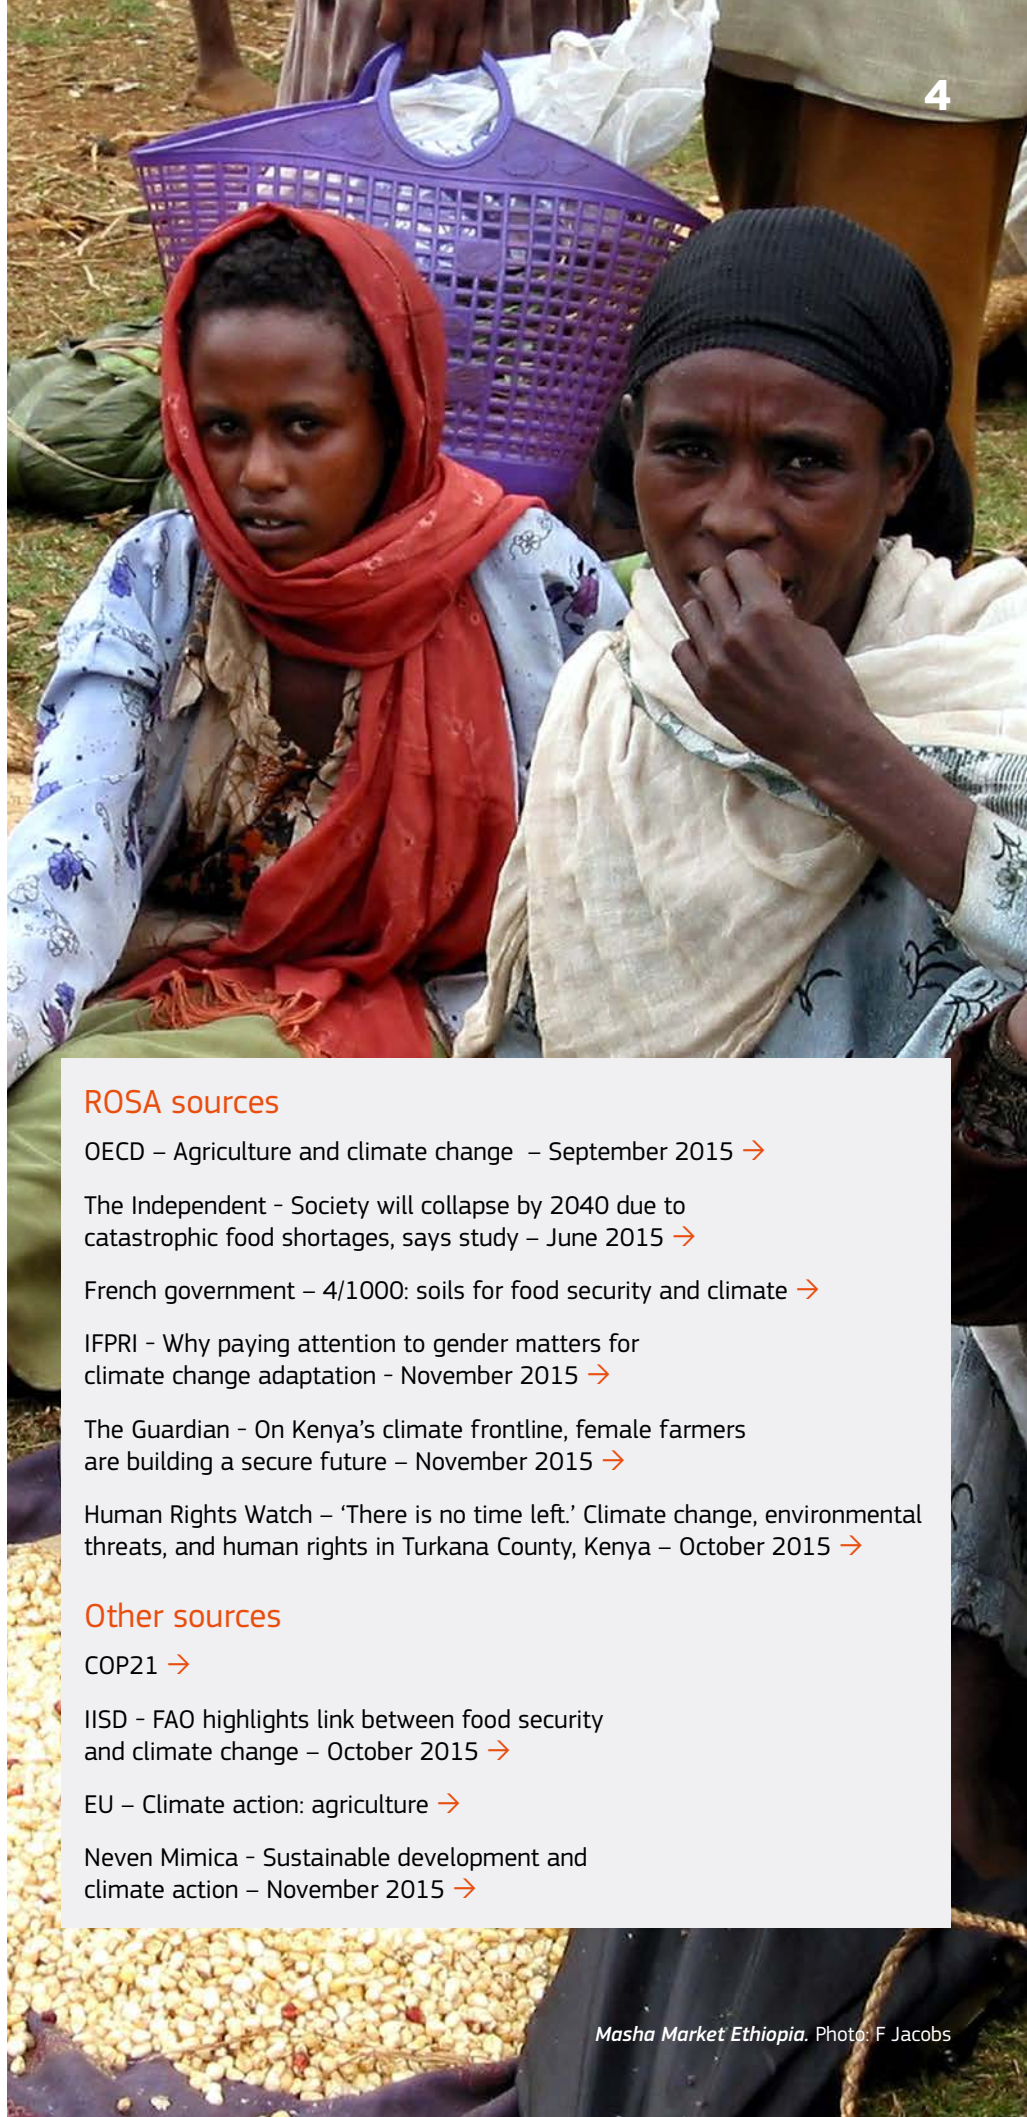 4
ROSA sources
OECD – Agriculture and climate change – September 2015 →
The Independent - Society will collapse by 2040 due to
catastrophic food shortages, says study – June 2015 →
French government – 4/1000: soils for food security and climate →
IFPRI - Why paying attention to gender matters for
climate change adaptation - November 2015 →
The Guardian - On Kenya’s climate frontline, female farmers
are building a secure future – November 2015 →
Human Rights Watch – ‘There is no time left.’ Climate change, environmental
threats, and human rights in Turkana County, Kenya – October 2015 →
Other sources
COP21 →
IISD - FAO highlights link between food security
and climate change – October 2015 →
EU – Climate action: agriculture →
Neven Mimica - Sustainable development and
climate action – November 2015 →
Masha Market Ethiopia. Photo: F Jacobs